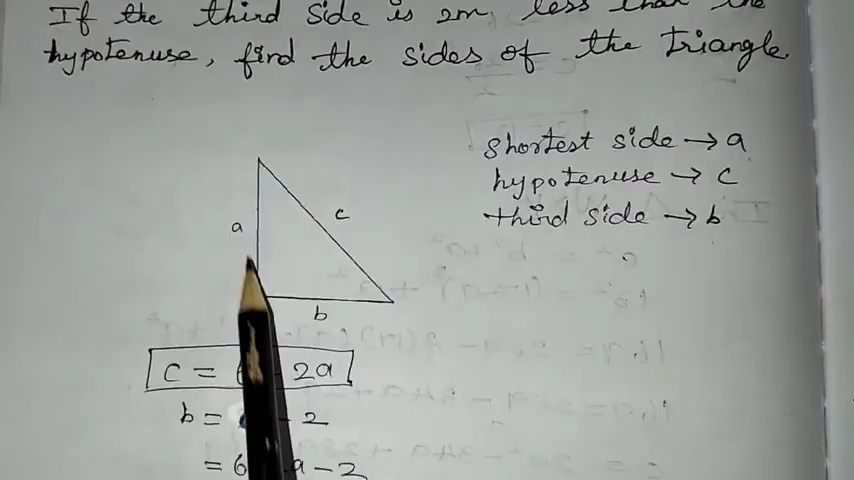 If the third side is 2m less than the
hypotenuse, find the sides of the triangle
shortest side → a
hypotenuse → c
third side → b
a
c
b
c = 6 2a
b = - 2
= 6 a - 2